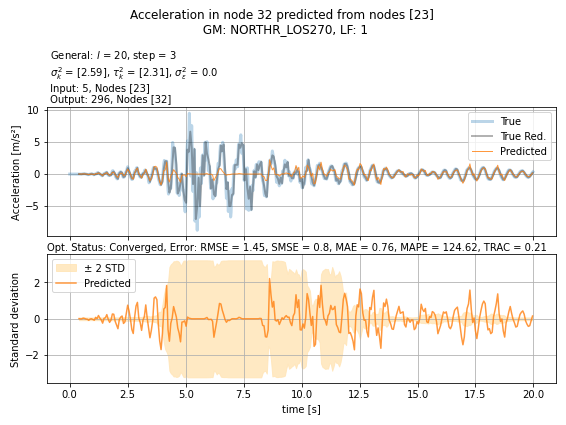 Acceleration in node 32 predicted from nodes [23]
GM: NORTHR_LOS270, LF: 1
General: l = 20, step = 3
σ²ₖ = [2.59], τ²ₖ = [2.31], σ²ε = 0.0
Input: 5, Nodes [23]
Output: 296, Nodes [32]
Acceleration [m/s²]
10
5
0
−5
True
True Red.
Predicted
Opt. Status: Converged, Error: RMSE = 1.45, SMSE = 0.8, MAE = 0.76, MAPE = 124.62, TRAC = 0.21
Standard deviation
2
0
−2
± 2 STD
Predicted
0.0 2.5 5.0 7.5 10.0 12.5 15.0 17.5 20.0
time [s]